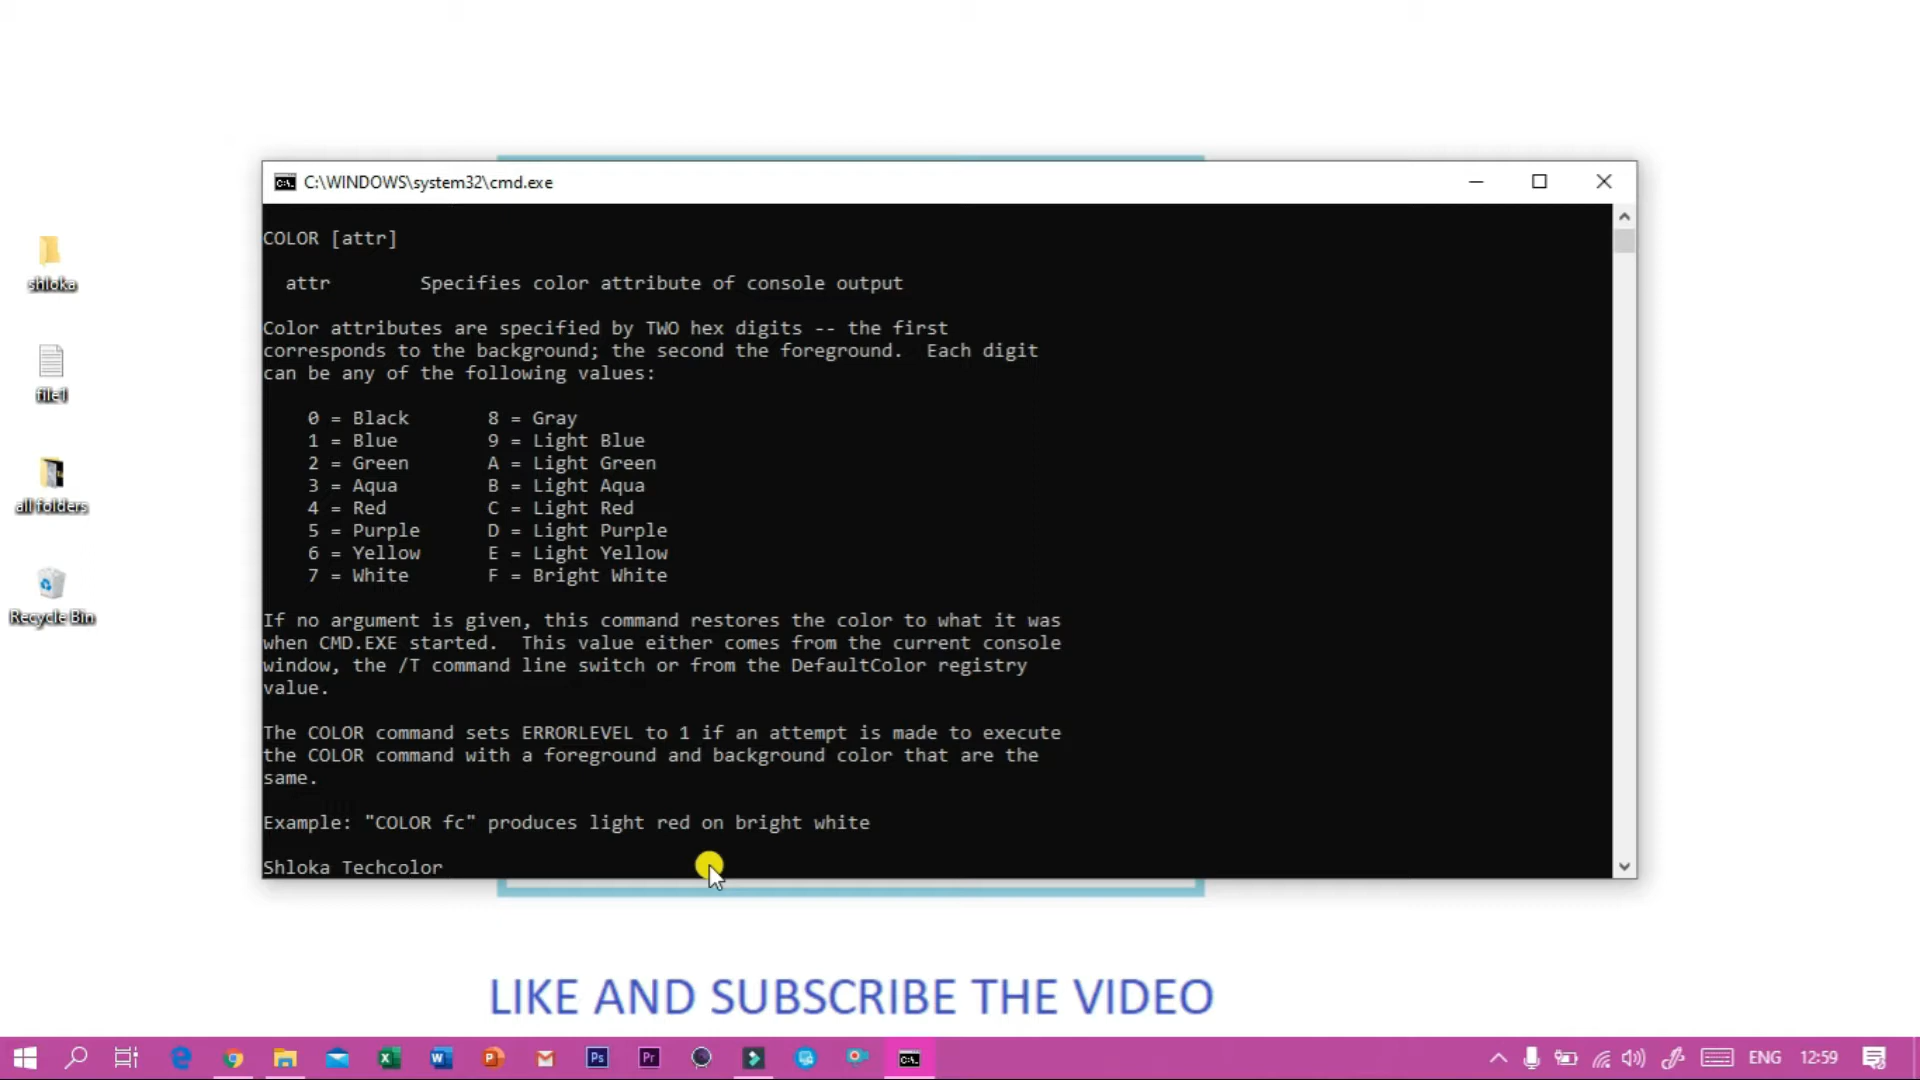 C:\WINDOWS\system32\cmd.exe
COLOR [attr]
attr Specifies color attribute of console output
Color attributes are specified by TWO hex digits -- the first
corresponds to the background; the second the foreground. Each digit
can be any of the following values:
0 = Black 8 = Gray
1 = Blue 9 = Light Blue
2 = Green A = Light Green
3 = Aqua B = Light Aqua
4 = Red C = Light Red
5 = Purple D = Light Purple
6 = Yellow E = Light Yellow
7 = White F = Bright White
If no argument is given, this command restores the color to what it was
when CMD.EXE started. This value either comes from the current console
window, the /T command line switch or from the DefaultColor registry
value.
The COLOR command sets ERRORLEVEL to 1 if an attempt is made to execute
the COLOR command with a foreground and background color that are the
same.
Example: "COLOR fc" produces light red on bright white
Shloka Techcolor
shloka
file1
all folders
Recycle Bin
LIKE AND SUBSCRIBE THE VIDEO
ENG 12:59